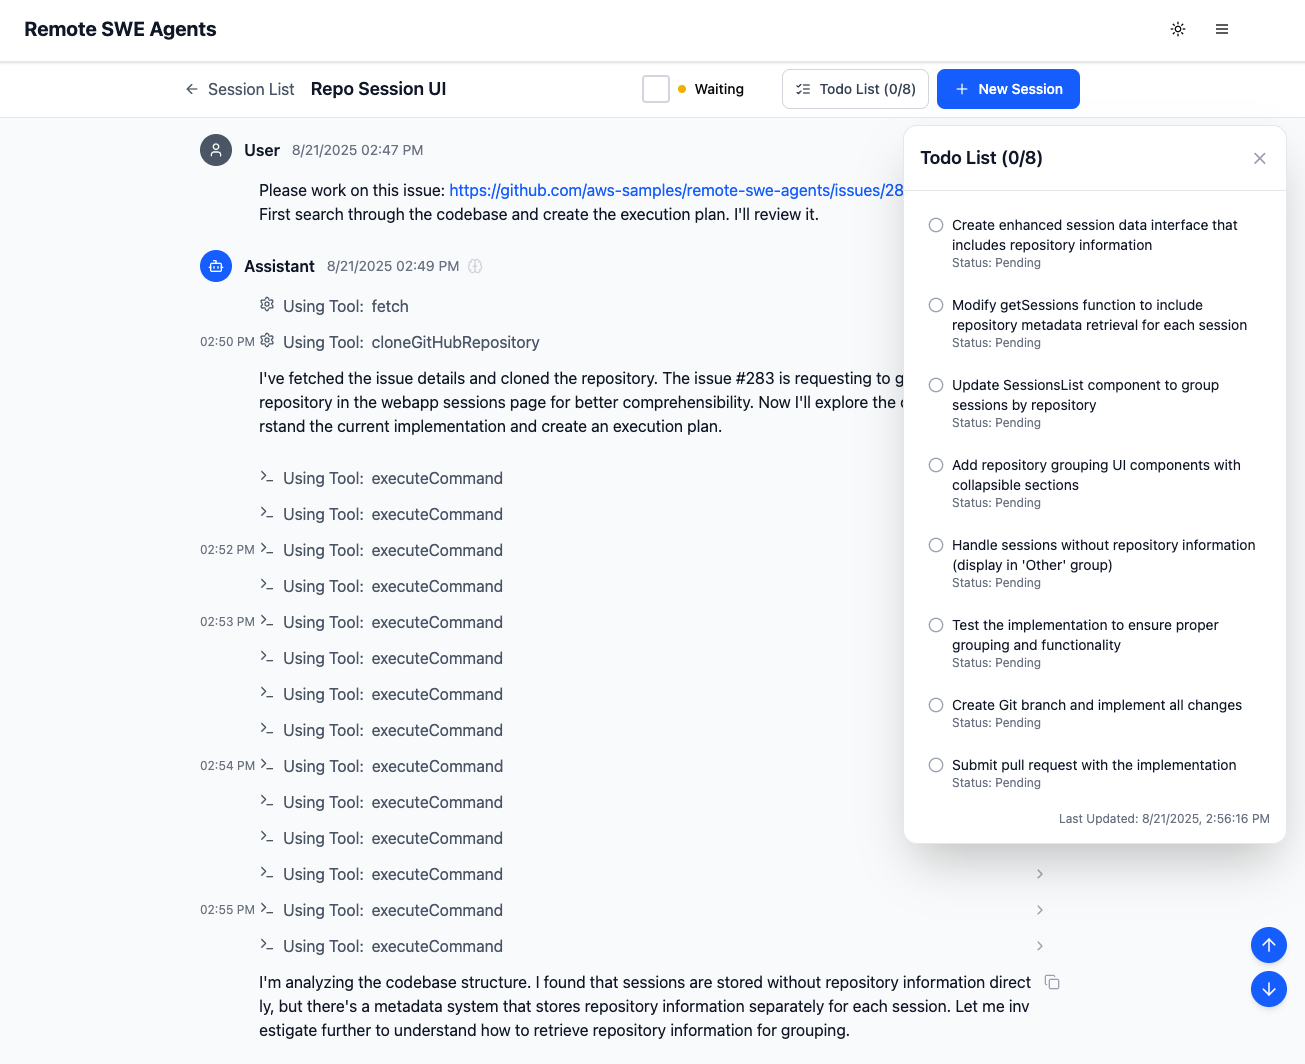 Remote SWE Agents
Session List
Repo Session UI
Waiting
Todo List (0/8)
New Session
User 8/21/2025 02:47 PM
Please work on this issue: https://github.com/aws-samples/remote-swe-agents/issues/28
First search through the codebase and create the execution plan. I'll review it.
Assistant 8/21/2025 02:49 PM
Using Tool: fetch
02:50 PM Using Tool: cloneGitHubRepository
I've fetched the issue details and cloned the repository. The issue #283 is requesting to g
repository in the webapp sessions page for better comprehensibility. Now I'll explore the
rstand the current implementation and create an execution plan.
Using Tool: executeCommand
Using Tool: executeCommand
02:52 PM Using Tool: executeCommand
Using Tool: executeCommand
02:53 PM Using Tool: executeCommand
Using Tool: executeCommand
Using Tool: executeCommand
Using Tool: executeCommand
02:54 PM Using Tool: executeCommand
Using Tool: executeCommand
Using Tool: executeCommand
Using Tool: executeCommand
02:55 PM Using Tool: executeCommand
Using Tool: executeCommand
I'm analyzing the codebase structure. I found that sessions are stored without repository information direct
ly, but there's a metadata system that stores repository information separately for each session. Let me inv
estigate further to understand how to retrieve repository information for grouping.
Todo List (0/8)
Create enhanced session data interface that
includes repository information
Status: Pending
Modify getSessions function to include
repository metadata retrieval for each session
Status: Pending
Update SessionsList component to group
sessions by repository
Status: Pending
Add repository grouping UI components with
collapsible sections
Status: Pending
Handle sessions without repository information
(display in 'Other' group)
Status: Pending
Test the implementation to ensure proper
grouping and functionality
Status: Pending
Create Git branch and implement all changes
Status: Pending
Submit pull request with the implementation
Status: Pending
Last Updated: 8/21/2025, 2:56:16 PM